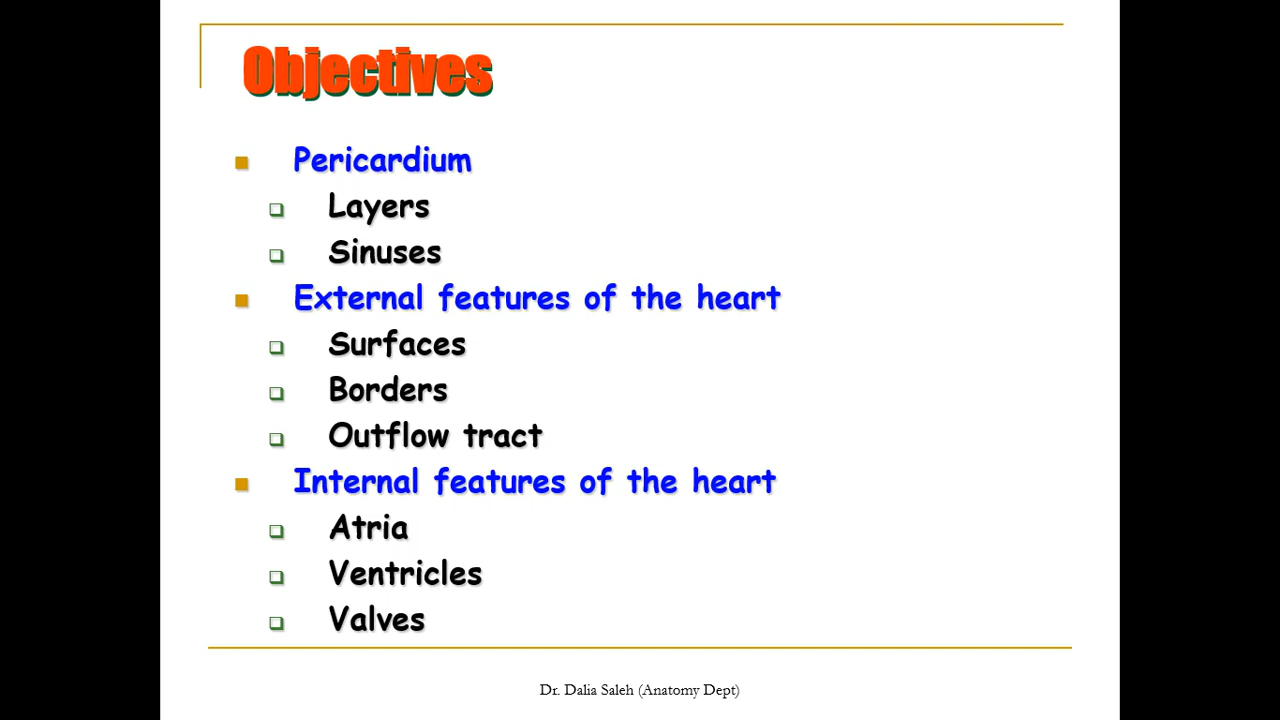 Objectives
Pericardium
Layers
Sinuses
External features of the heart
Surfaces
Borders
Outflow tract
Internal features of the heart
Atria
Ventricles
Valves
Dr. Dalia Saleh (Anatomy Dept)